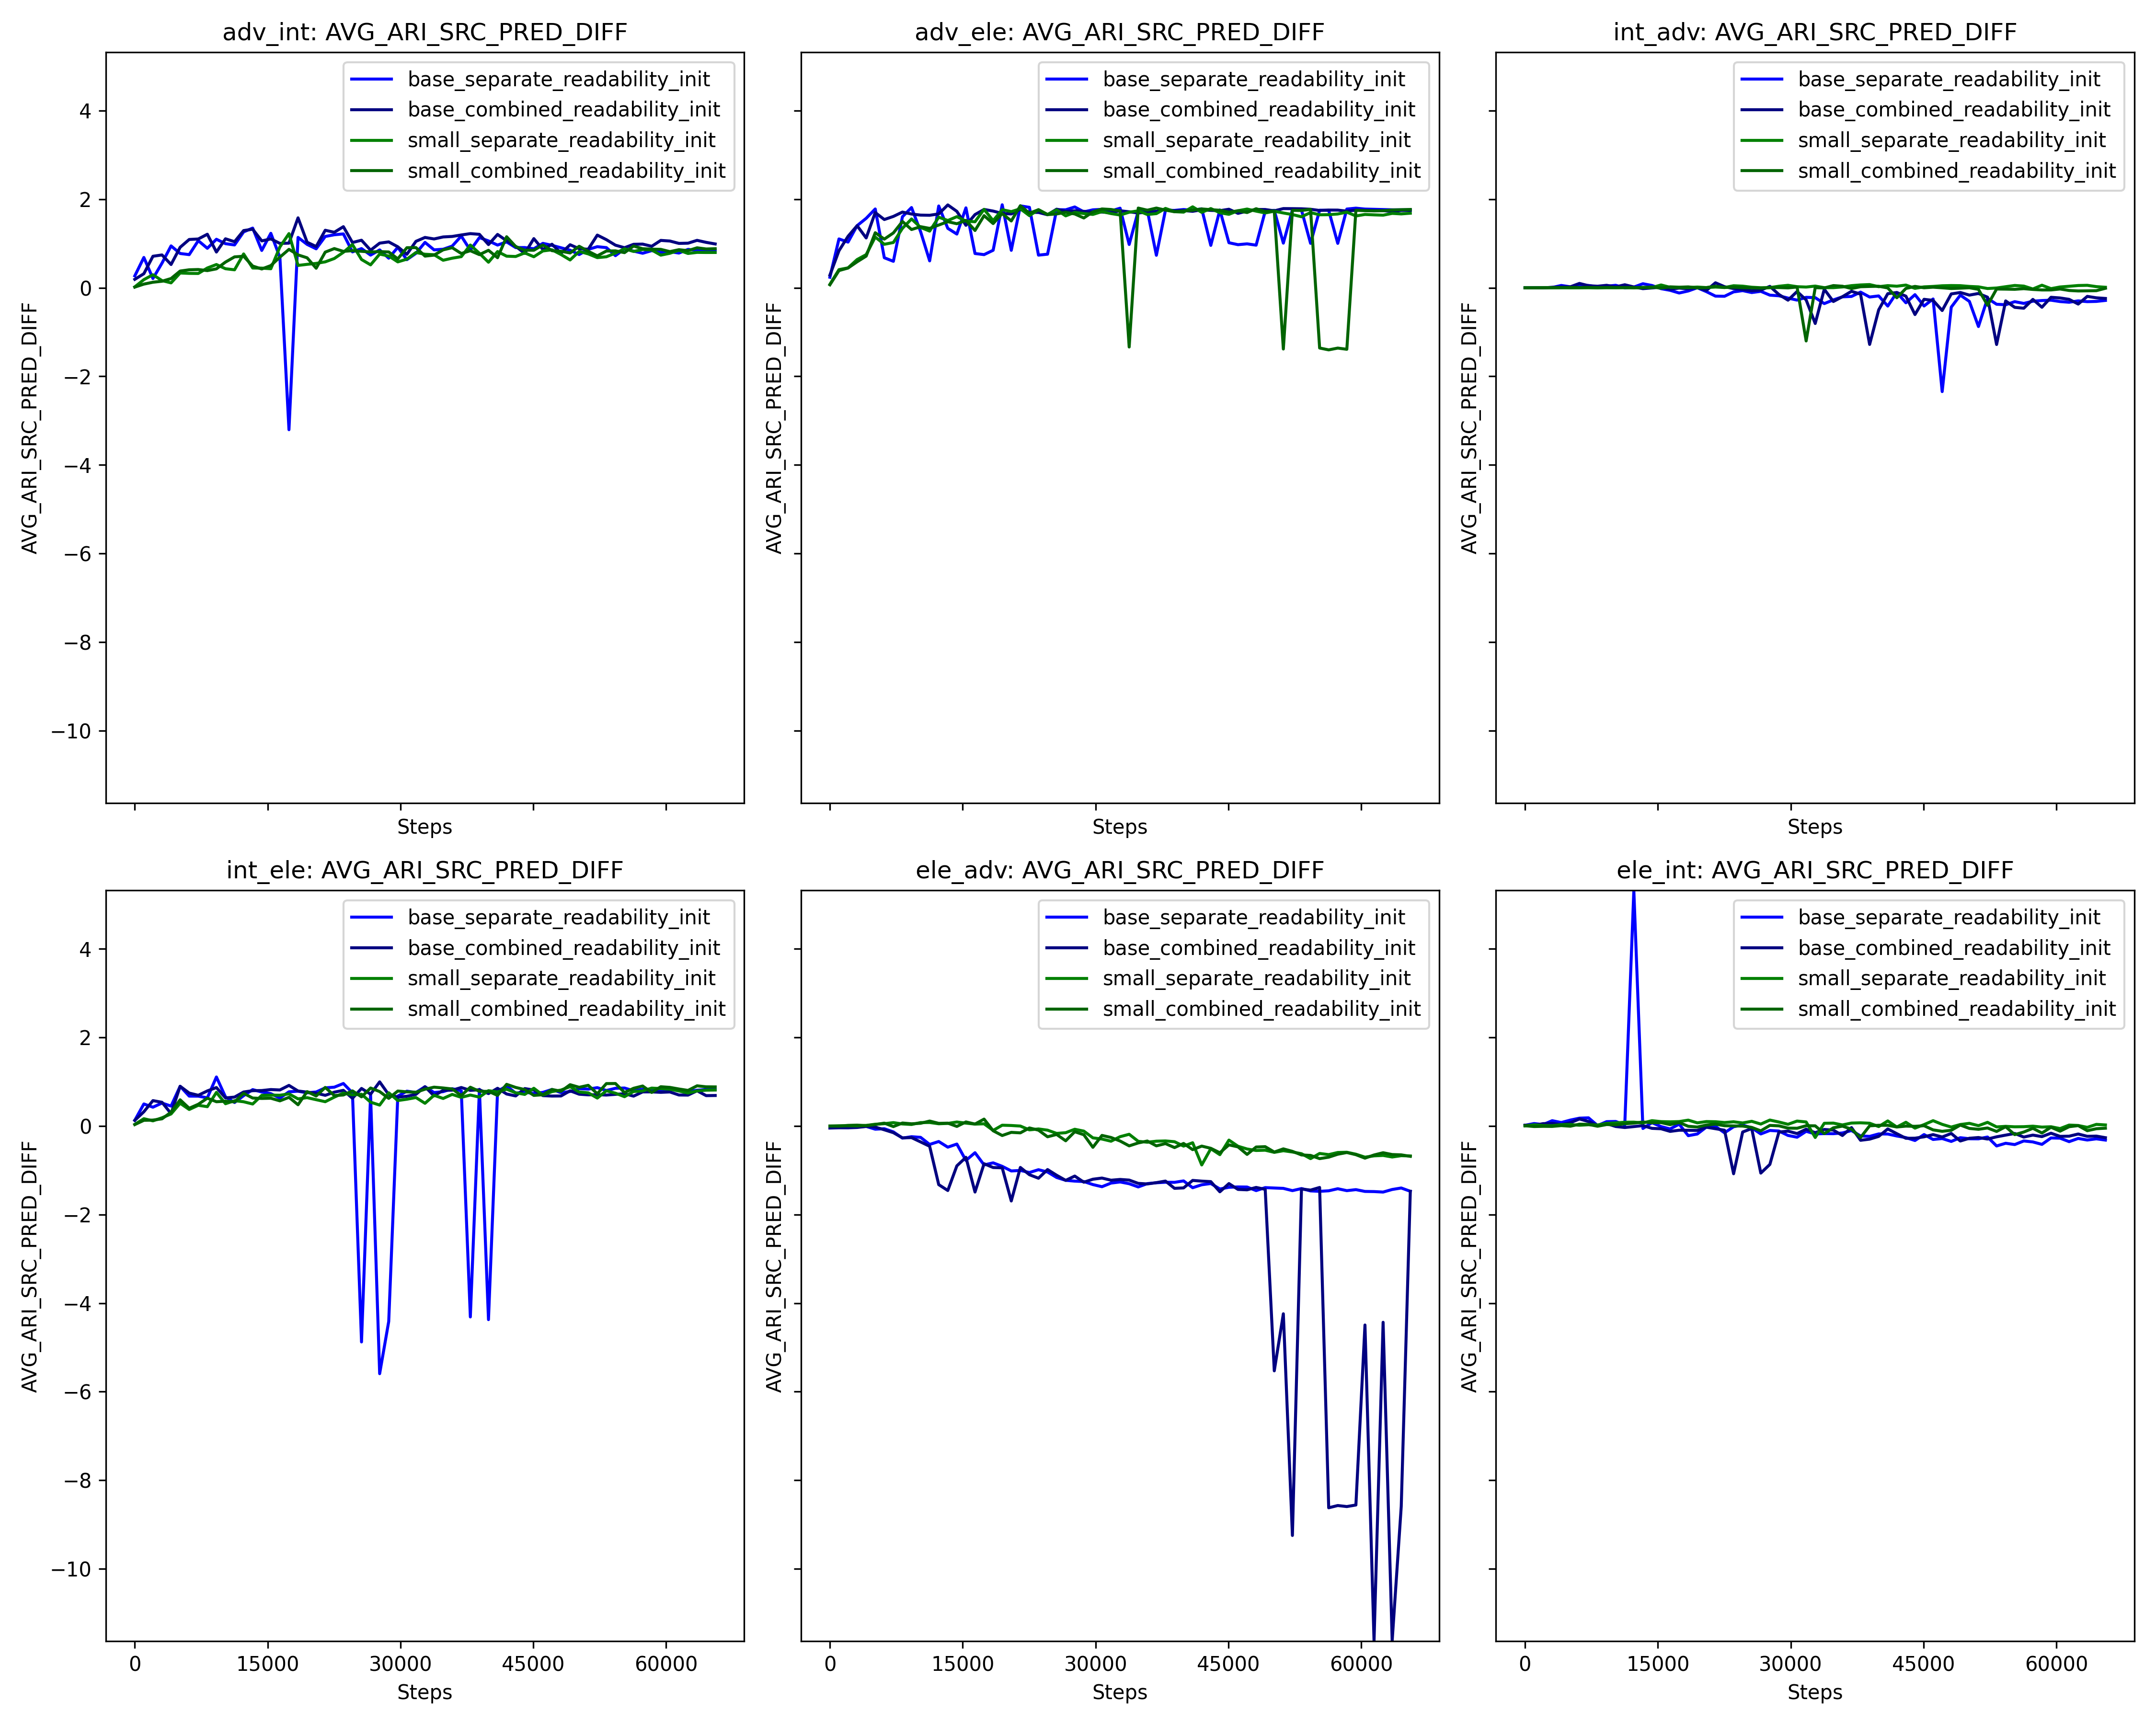 adv_int: AVG_ARI_SRC_PRED_DIFF
base_separate_readability_init
base_combined_readability_init
small_separate_readability_init
small_combined_readability_init
4
2
0
−2
−4
−6
−8
−10
AVG_ARI_SRC_PRED_DIFF
Steps
adv_ele: AVG_ARI_SRC_PRED_DIFF
base_separate_readability_init
base_combined_readability_init
small_separate_readability_init
small_combined_readability_init
AVG_ARI_SRC_PRED_DIFF
Steps
int_adv: AVG_ARI_SRC_PRED_DIFF
base_separate_readability_init
base_combined_readability_init
small_separate_readability_init
small_combined_readability_init
AVG_ARI_SRC_PRED_DIFF
Steps
int_ele: AVG_ARI_SRC_PRED_DIFF
base_separate_readability_init
base_combined_readability_init
small_separate_readability_init
small_combined_readability_init
4
2
0
−2
−4
−6
−8
−10
AVG_ARI_SRC_PRED_DIFF
0 15000 30000 45000 60000
Steps
ele_adv: AVG_ARI_SRC_PRED_DIFF
base_separate_readability_init
base_combined_readability_init
small_separate_readability_init
small_combined_readability_init
AVG_ARI_SRC_PRED_DIFF
0 15000 30000 45000 60000
Steps
ele_int: AVG_ARI_SRC_PRED_DIFF
base_separate_readability_init
base_combined_readability_init
small_separate_readability_init
small_combined_readability_init
AVG_ARI_SRC_PRED_DIFF
0 15000 30000 45000 60000
Steps